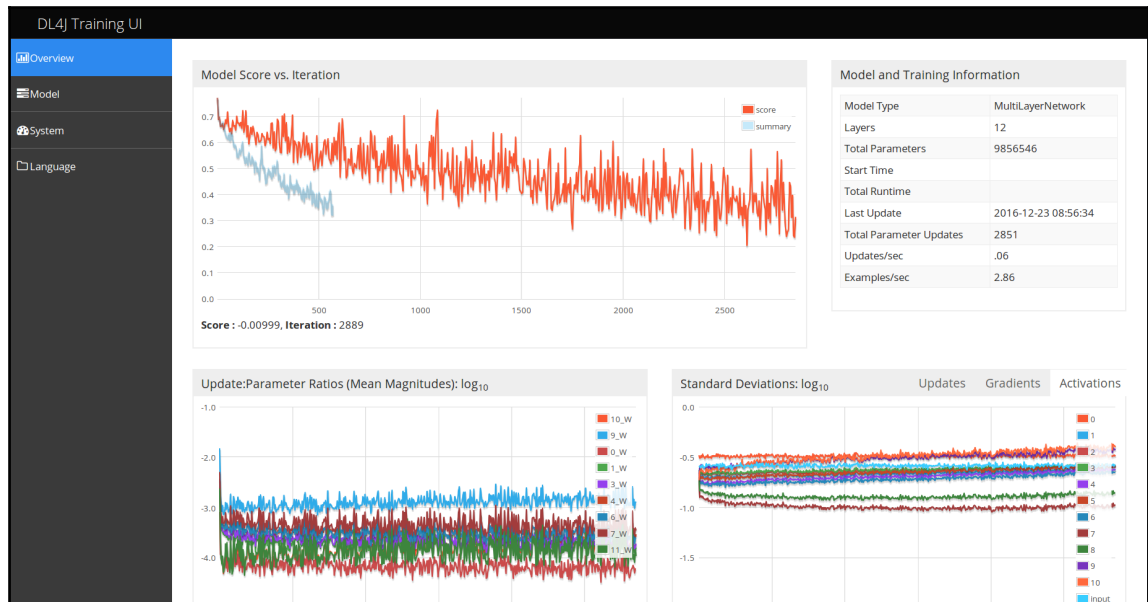 DL4J Training UI
Overview
Model
System
Language
Model Score vs. Iteration
score
summary
0.7
0.6
0.5
0.4
0.3
0.2
0.1
0.0
500 1000 1500 2000 2500
Score : -0.00999, Iteration : 2889
Model and Training Information
Model Type MultiLayerNetwork
Layers 12
Total Parameters 9856546
Start Time
Total Runtime
Last Update 2016-12-23 08:56:34
Total Parameter Updates 2851
Updates/sec .06
Examples/sec 2.86
Update:Parameter Ratios (Mean Magnitudes): log₁₀
-1.0
-2.0
-3.0
-4.0
10_W
9_W
0_W
1_W
3_W
4_W
6_W
7_W
11_W
Standard Deviations: log₁₀ Updates Gradients Activations
0.0
-0.5
-1.0
-1.5
0
1
2
3
4
5
6
7
8
9
10
input